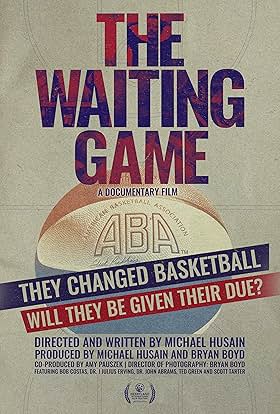 THE
WAITING
GAME
A DOCUMENTARY FILM
AMERICAN BASKETBALL ASSOCIATION
ABA
TM
THEY CHANGED BASKETBALL
WILL THEY BE GIVEN THEIR DUE?
DIRECTED AND WRITTEN BY MICHAEL HUSAIN
PRODUCED BY MICHAEL HUSAIN AND BRYAN BOYD
CO-PRODUCED BY AMY PAUSZEK | DIRECTOR OF PHOTOGRAPHY: BRYAN BOYD
FEATURING BOB COSTAS, DR. J JULIUS ERVING, DR. JOHN ABRAMS, TED GREEN AND SCOTT TARTER
HEARTLAND